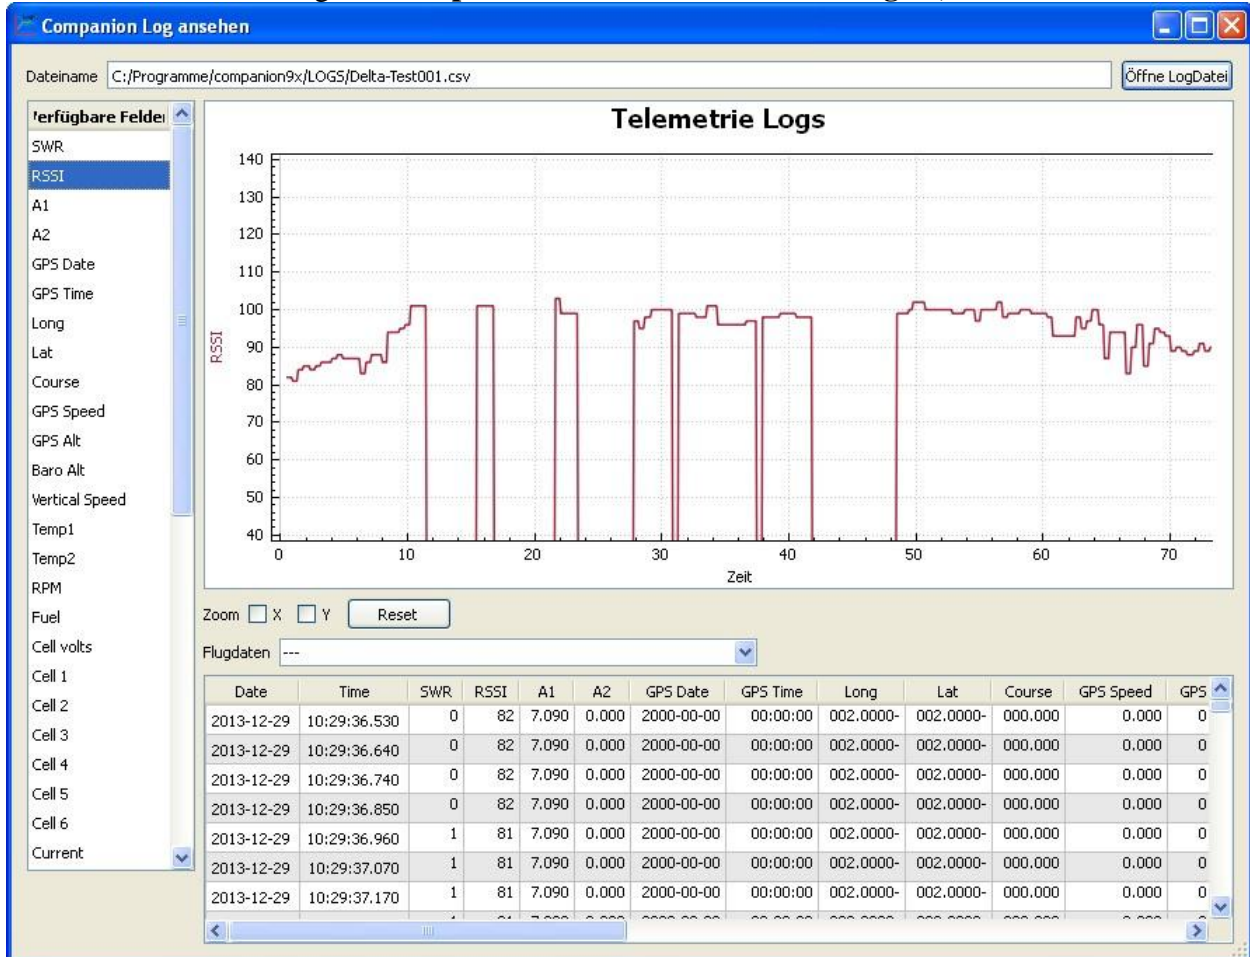 Companion Log ansehen
Dateiname C:/Programme/companion9x/LOGS/Delta-Test001.csv Öffne LogDatei
Telemetrie Logs
SWR
RSSI
A1
A2
GPS Date
GPS Time
Long
Lat
Course
GPS Speed
GPS Alt
Baro Alt
Vertical Speed
Temp1
Temp2
RPM
Fuel
Cell volts
Cell 1
Cell 2
Cell 3
Cell 4
Cell 5
Cell 6
Current
140
130
120
110
100
90
80
70
60
50
40
RSSI
0 10 20 30 40 50 60 70
Zeit
Zoom X Y Reset
Flugdaten ---
Date Time SWR RSSI A1 A2 GPS Date GPS Time Long Lat Course GPS Speed GPS
2013-12-29 10:29:36.530 0 82 7.090 0.000 2000-00-00 00:00:00 002.0000- 002.0000- 000.000 0.000 0
2013-12-29 10:29:36.640 0 82 7.090 0.000 2000-00-00 00:00:00 002.0000- 002.0000- 000.000 0.000 0
2013-12-29 10:29:36.740 0 82 7.090 0.000 2000-00-00 00:00:00 002.0000- 002.0000- 000.000 0.000 0
2013-12-29 10:29:36.850 0 82 7.090 0.000 2000-00-00 00:00:00 002.0000- 002.0000- 000.000 0.000 0
2013-12-29 10:29:36.960 1 81 7.090 0.000 2000-00-00 00:00:00 002.0000- 002.0000- 000.000 0.000 0
2013-12-29 10:29:37.070 1 81 7.090 0.000 2000-00-00 00:00:00 002.0000- 002.0000- 000.000 0.000 0
2013-12-29 10:29:37.170 1 81 7.090 0.000 2000-00-00 00:00:00 002.0000- 002.0000- 000.000 0.000 0